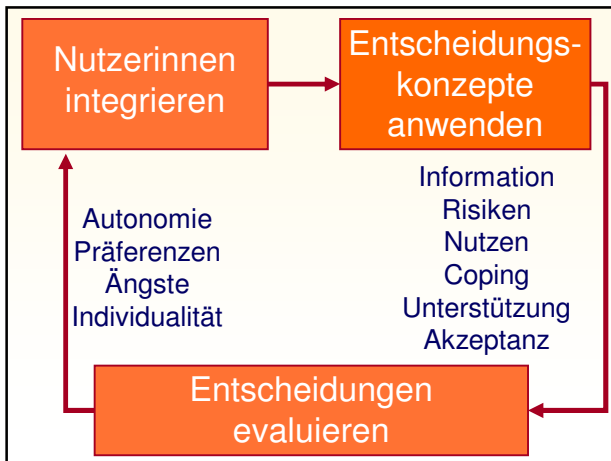 Nutzerinnen
integrieren
Entscheidungs-
konzepte
anwenden
Information
Risiken
Nutzen
Coping
Unterstützung
Akzeptanz
Autonomie
Präferenzen
Ängste
Individualität
Entscheidungen
evaluieren